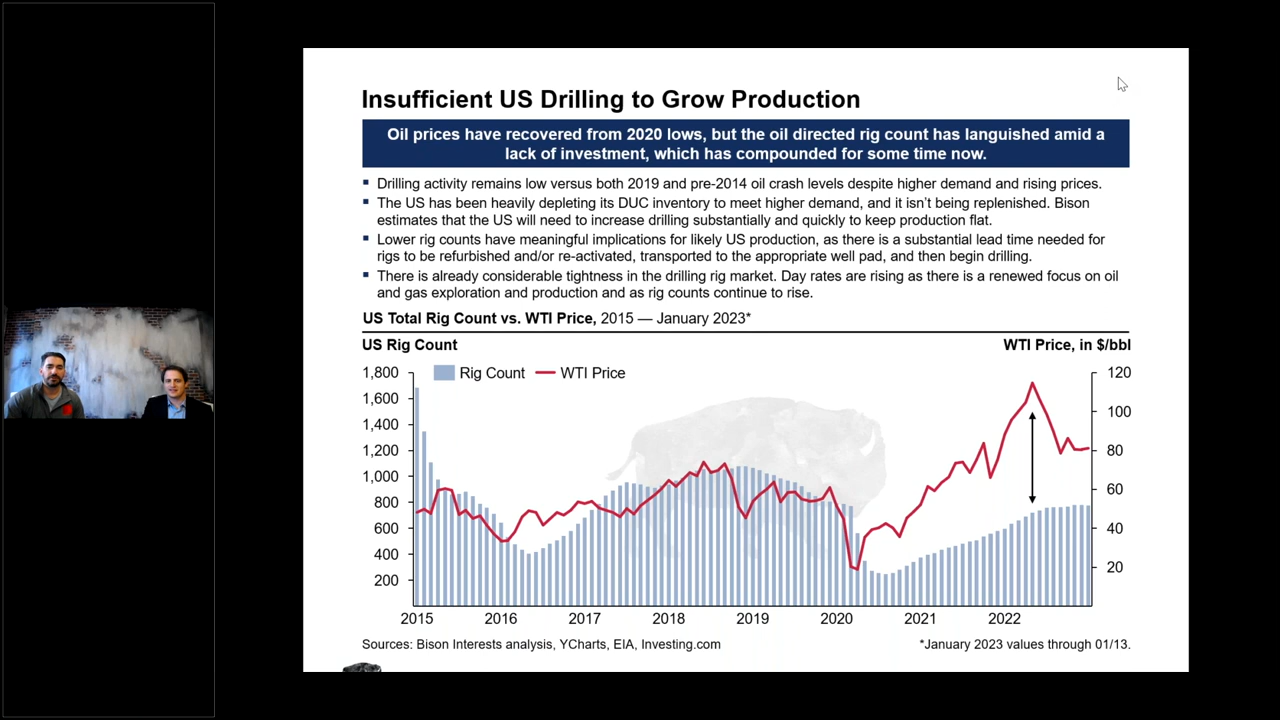 Insufficient US Drilling to Grow Production
Oil prices have recovered from 2020 lows, but the oil directed rig count has languished amid a
lack of investment, which has compounded for some time now.
▪ Drilling activity remains low versus both 2019 and pre-2014 oil crash levels despite higher demand and rising prices.
▪ The US has been heavily depleting its DUC inventory to meet higher demand, and it isn't being replenished. Bison
estimates that the US will need to increase drilling substantially and quickly to keep production flat.
▪ Lower rig counts have meaningful implications for likely US production, as there is a substantial lead time needed for
rigs to be refurbished and/or re-activated, transported to the appropriate well pad, and then begin drilling.
▪ There is already considerable tightness in the drilling rig market. Day rates are rising as there is a renewed focus on oil
and gas exploration and production and as rig counts continue to rise.
US Total Rig Count vs. WTI Price, 2015 — January 2023*
US Rig Count WTI Price, in $/bbl
Rig Count WTI Price
1,800 120
1,600
1,400 100
1,200 80
1,000
800 60
600 40
400
200 20
2015 2016 2017 2018 2019 2020 2021 2022
Sources: Bison Interests analysis, YCharts, EIA, Investing.com *January 2023 values through 01/13.